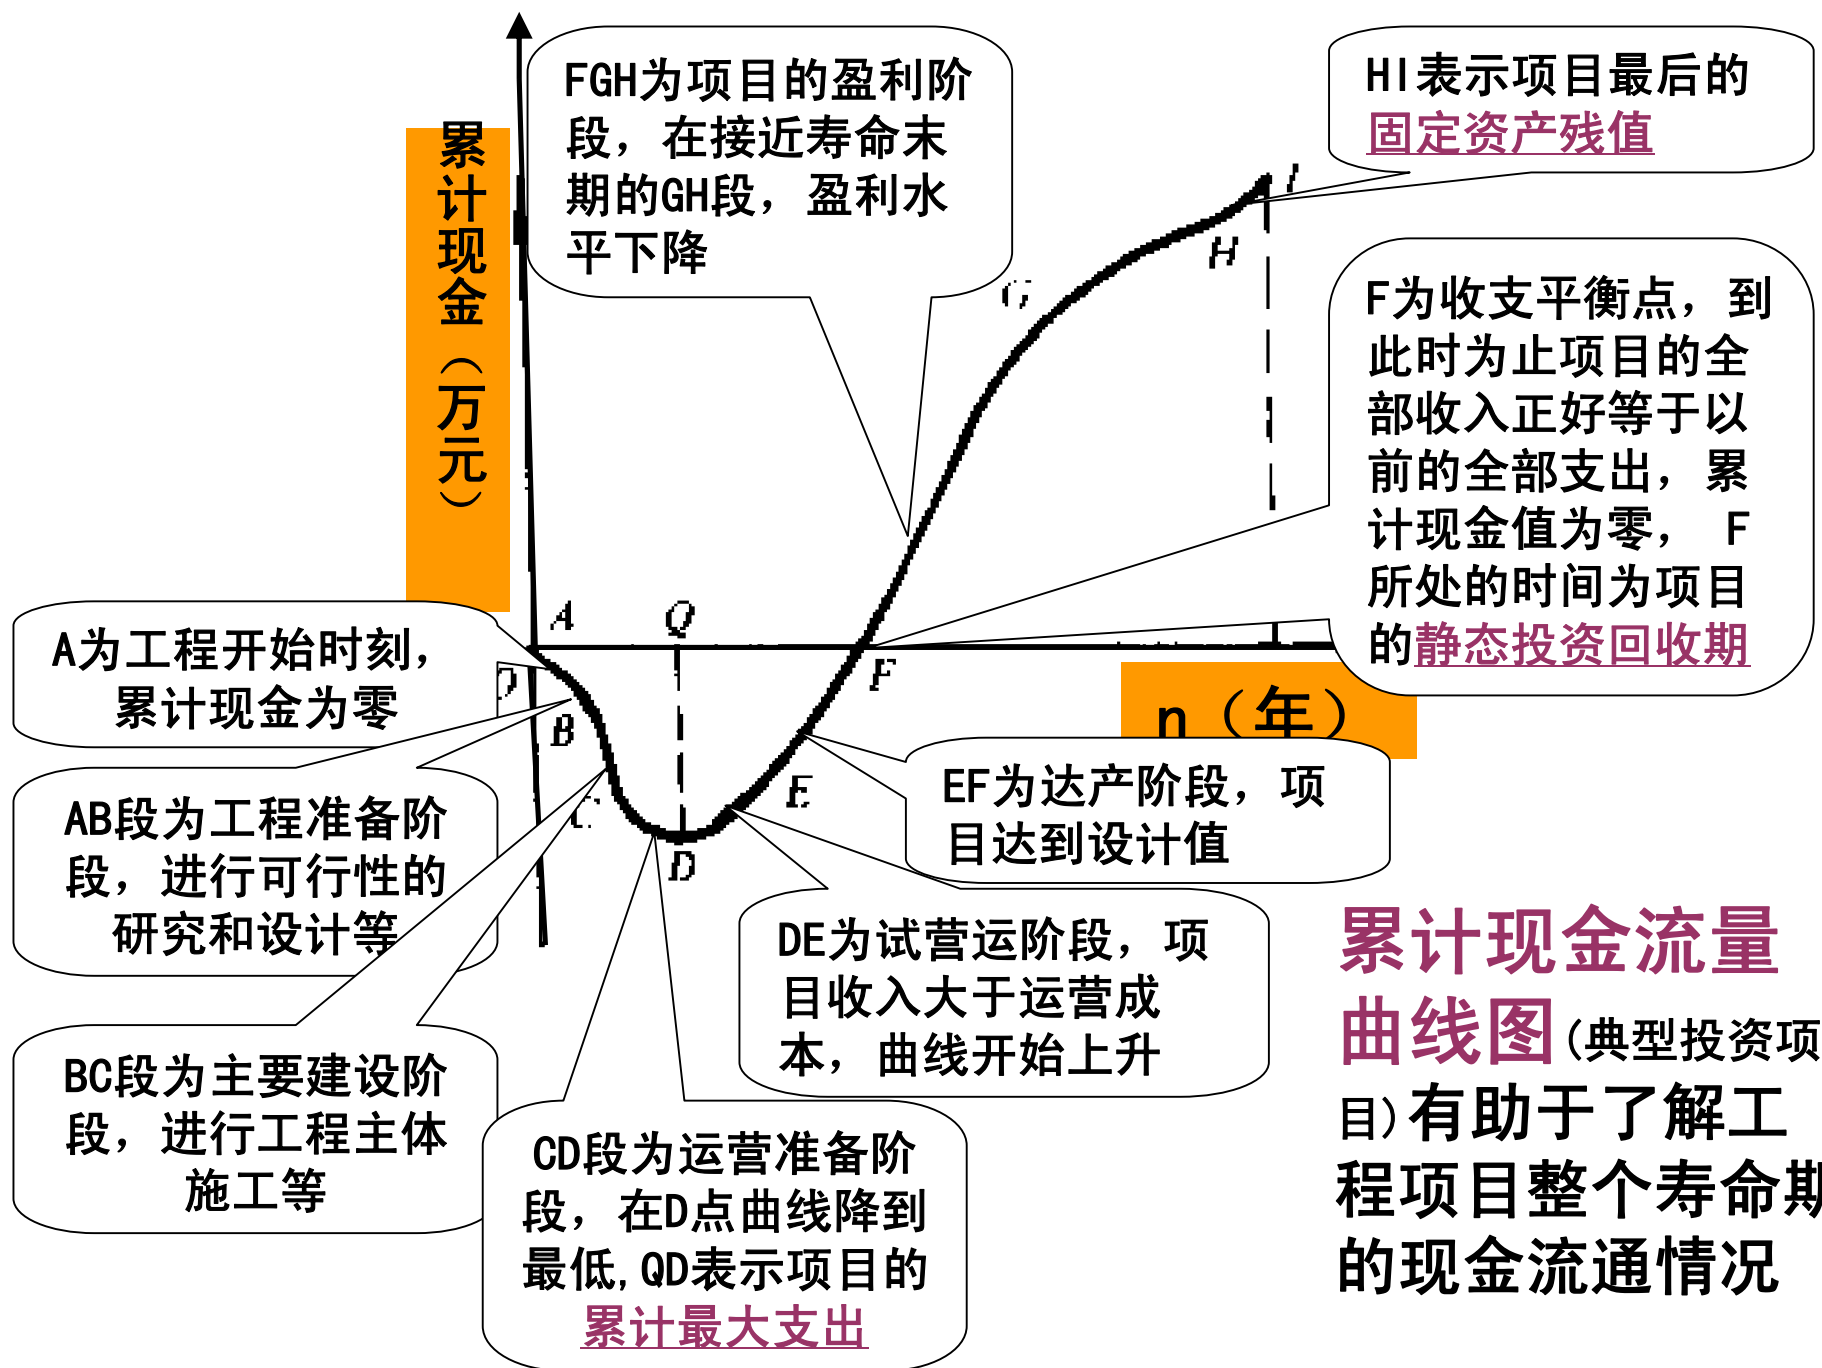 累计现金（万元）
FGH为项目的盈利阶
段，在接近寿命末
期的GH段，盈利水
平下降
HI表示项目最后的
固定资产残值
I
H
G
F为收支平衡点，到
此时为止项目的全
部收入正好等于以
前的全部支出，累
计现金值为零， F
所处的时间为项目
的静态投资回收期
A
Q
A为工程开始时刻，
累计现金为零
F
n（年）
B
E
EF为达产阶段，项
目达到设计值
AB段为工程准备阶
段，进行可行性的
研究和设计等
C
D
DE为试营运阶段，项
目收入大于运营成
本，曲线开始上升
BC段为主要建设阶
段，进行工程主体
施工等
CD段为运营准备阶
段，在D点曲线降到
最低,QD表示项目的
累计最大支出
累计现金流量
曲线图(典型投资项
目)有助于了解工
程项目整个寿命期
的现金流通情况